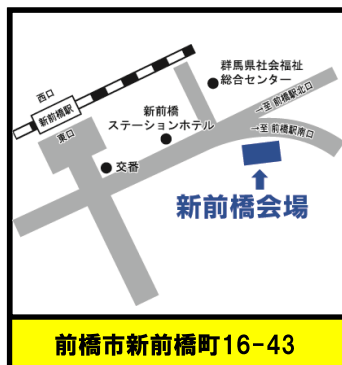 西口
新前橋駅
東口
群馬県社会福祉
総合センター
新前橋
ステーションホテル
交番
→至 前橋駅北口
→至 前橋駅南口
新前橋会場
前橋市新前橋町16-43